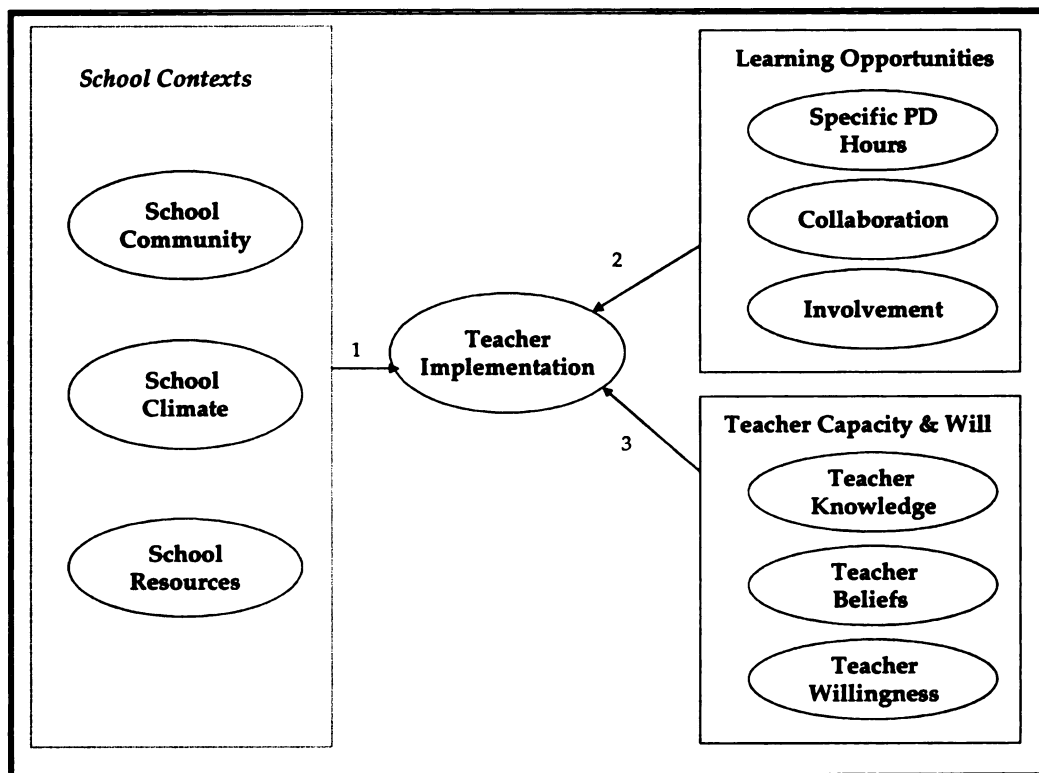 School Contexts
School
Community
School
Climate
School
Resources
1
Teacher
Implementation
2
3
Learning Opportunities
Specific PD
Hours
Collaboration
Involvement
Teacher Capacity & Will
Teacher
Knowledge
Teacher
Beliefs
Teacher
Willingness